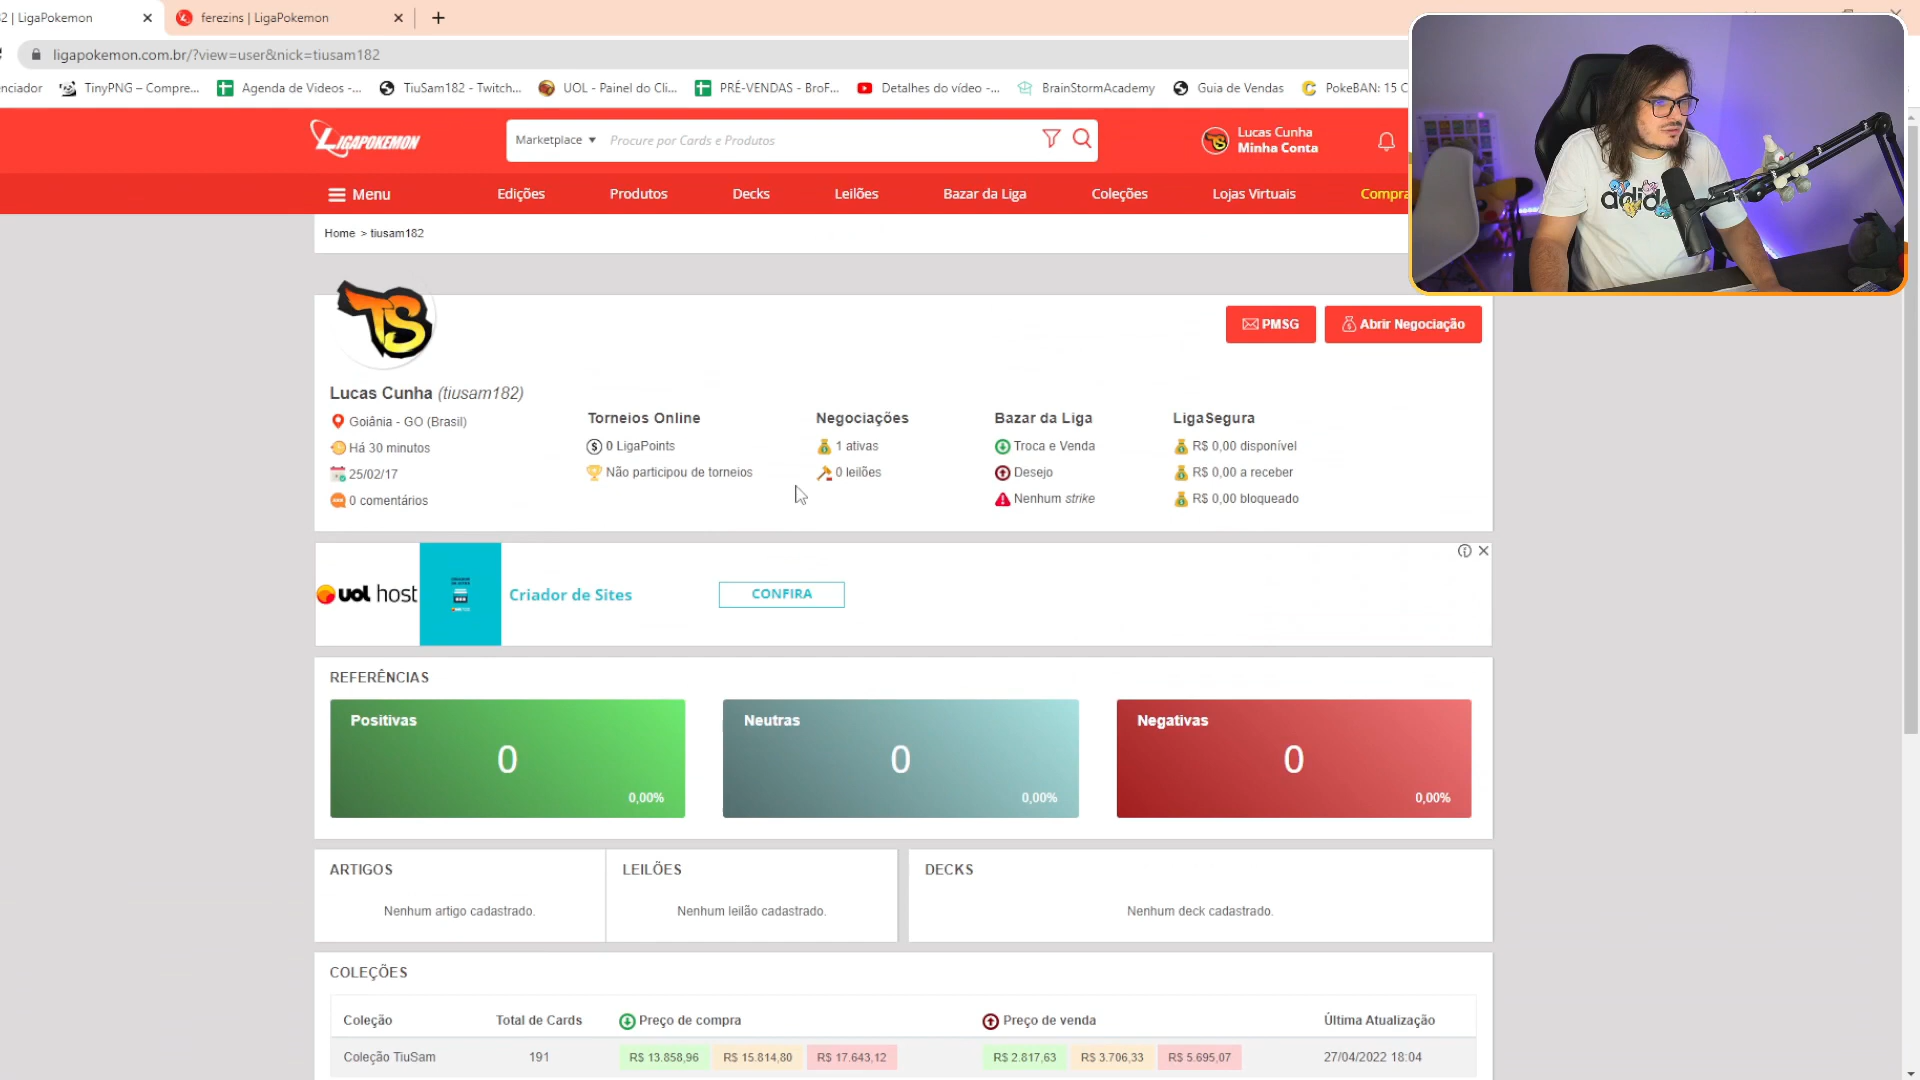 2 | LigaPokemon
ferezins | LigaPokemon
ligapokemon.com.br/?view=user&nick=tiusam182
enciador
TinyPNG – Compre...
Agenda de Videos -...
TiuSam182 - Twitch...
UOL - Painel do Cli...
PRÉ-VENDAS - BroF...
Detalhes do vídeo -...
BrainStormAcademy
Guia de Vendas
PokeBAN: 15 C
LIGAPOKEMON
Marketplace
Procure por Cards e Produtos
Lucas Cunha
Minha Conta
Menu
Edições
Produtos
Decks
Leilões
Bazar da Liga
Coleções
Lojas Virtuais
Compra
Home > tiusam182
TS
PMSG
Abrir Negociação
Lucas Cunha (tiusam182)
Goiânia - GO (Brasil)
Há 30 minutos
25/02/17
0 comentários
Torneios Online
0 LigaPoints
Não participou de torneios
Negociações
1 ativas
0 leilões
Bazar da Liga
Troca e Venda
Desejo
Nenhum strike
LigaSegura
R$ 0,00 disponível
R$ 0,00 a receber
R$ 0,00 bloqueado
uol host
Criador de Sites
CONFIRA
REFERÊNCIAS
Positivas
0
0,00%
Neutras
0
0,00%
Negativas
0
0,00%
ARTIGOS
Nenhum artigo cadastrado.
LEILÕES
Nenhum leilão cadastrado.
DECKS
Nenhum deck cadastrado.
COLEÇÕES
Coleção
Total de Cards
Preço de compra
Preço de venda
Última Atualização
Coleção TiuSam
191
R$ 13.858,96
R$ 15.814,80
R$ 17.643,12
R$ 2.817,63
R$ 3.706,33
R$ 5.695,07
27/04/2022 18:04
adidas